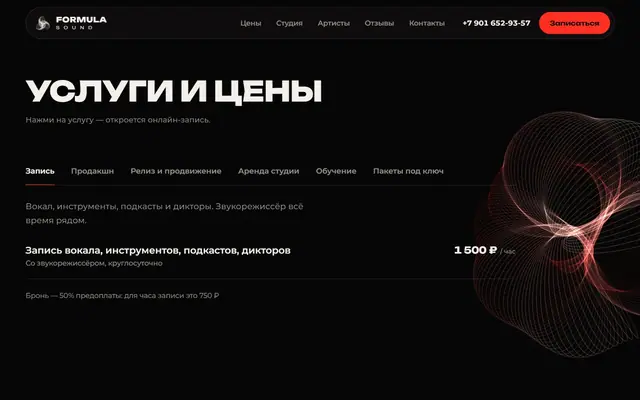 FORMULA
SOUND
Цены Студия Артисты Отзывы Контакты +7 901 652-93-57 Записаться
УСЛУГИ И ЦЕНЫ
Нажми на услугу — откроется онлайн-запись.
Запись Продакшн Релиз и продвижение Аренда студии Обучение Пакеты под ключ
Вокал, инструменты, подкасты и дикторы. Звукорежиссёр всё
время рядом.
Запись вокала, инструментов, подкастов, дикторов 1 500 ₽ / час
Со звукорежиссёром, круглосуточно
Бронь — 50% предоплаты: для часа записи это 750 ₽